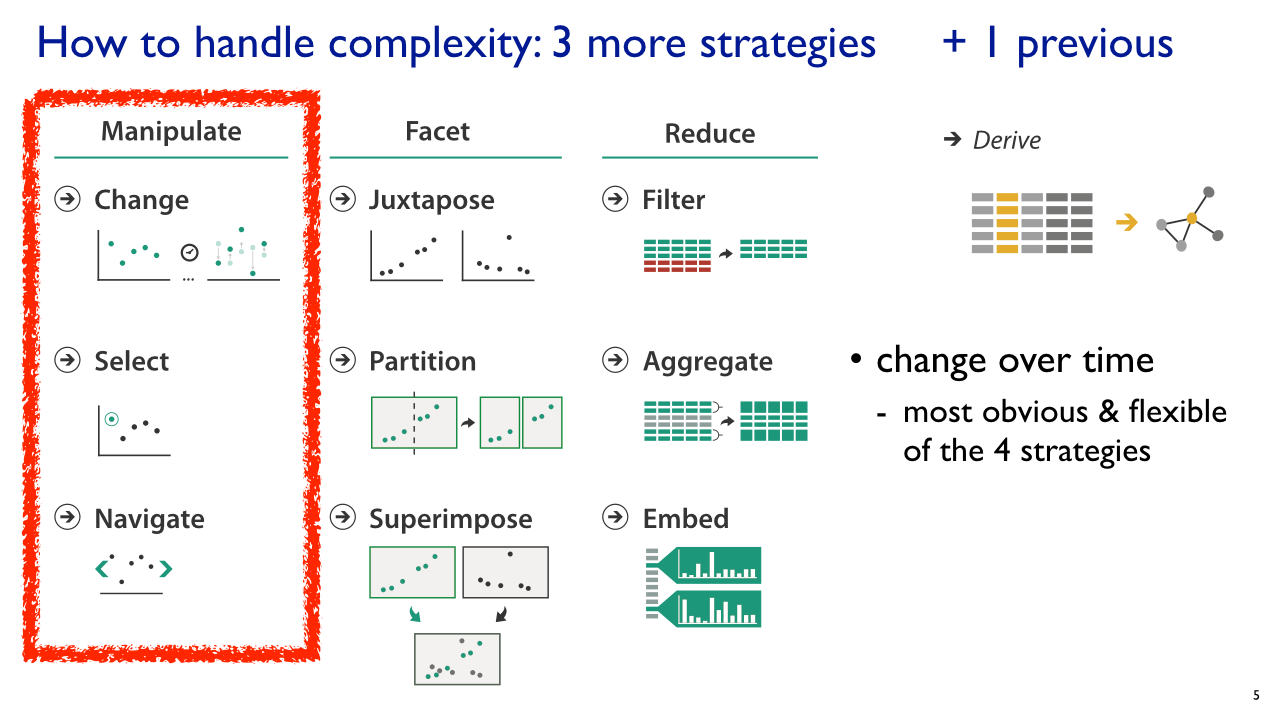 How to handle complexity: 3 more strategies + 1 previous
Manipulate
Change
...
Select
Navigate
Facet
Juxtapose
Partition
Superimpose
Reduce
Filter
Aggregate
Embed
Derive
• change over time
- most obvious & flexible
of the 4 strategies
5